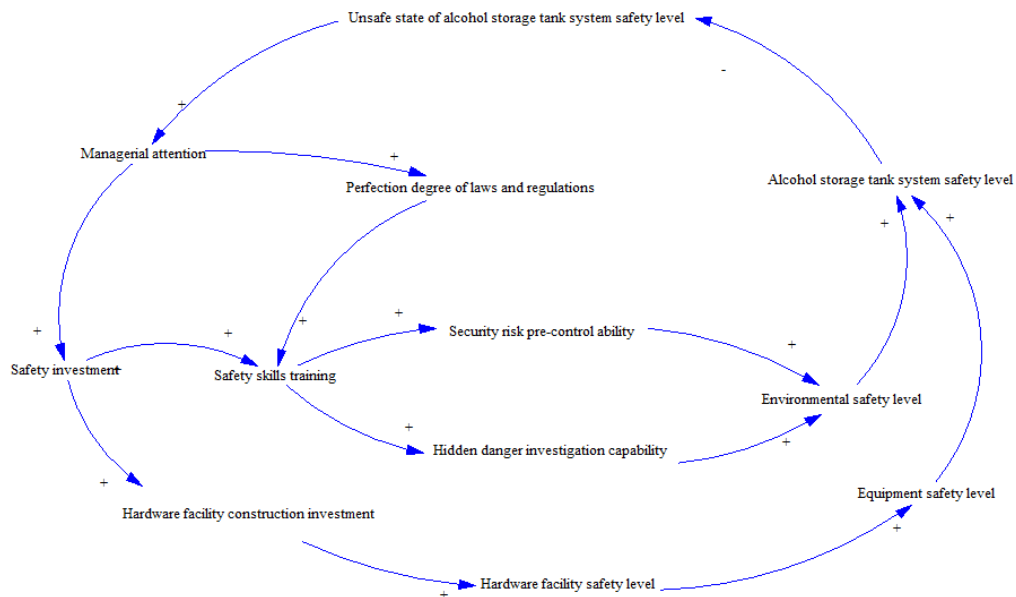 Unsafe state of alcohol storage tank system safety level
-
+
Managerial attention
+
Perfection degree of laws and regulations
Alcohol storage tank system safety level
+
+
+
+
+
+
Security risk pre-control ability
+
Safety investment+
Safety skills training
Environmental safety level
+
Hidden danger investigation capability
+
+
Equipment safety level
Hardware facility construction investment
+
Hardware facility safety level
+